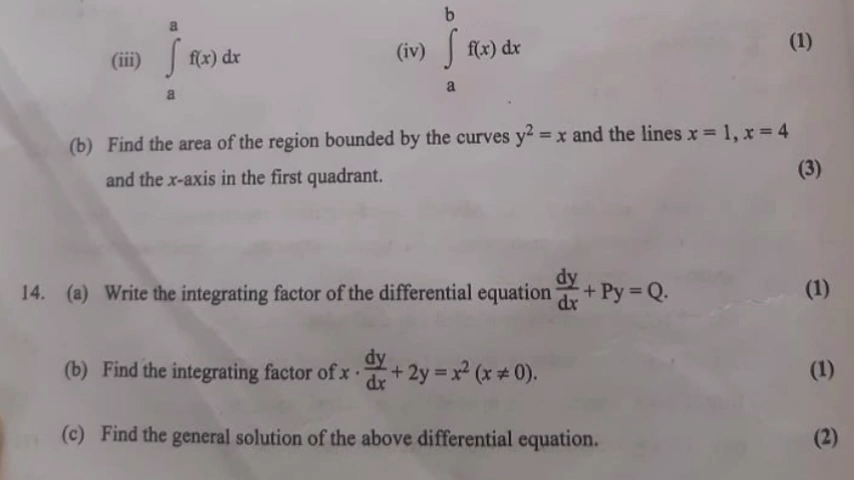 (iii) ∫ₐᵃ f(x) dx (iv) ∫ₐᵇ f(x) dx (1)
(b) Find the area of the region bounded by the curves y² = x and the lines x = 1, x = 4
and the x-axis in the first quadrant. (3)
14. (a) Write the integrating factor of the differential equation dy/dx + Py = Q. (1)
(b) Find the integrating factor of x · dy/dx + 2y = x² (x ≠ 0). (1)
(c) Find the general solution of the above differential equation. (2)